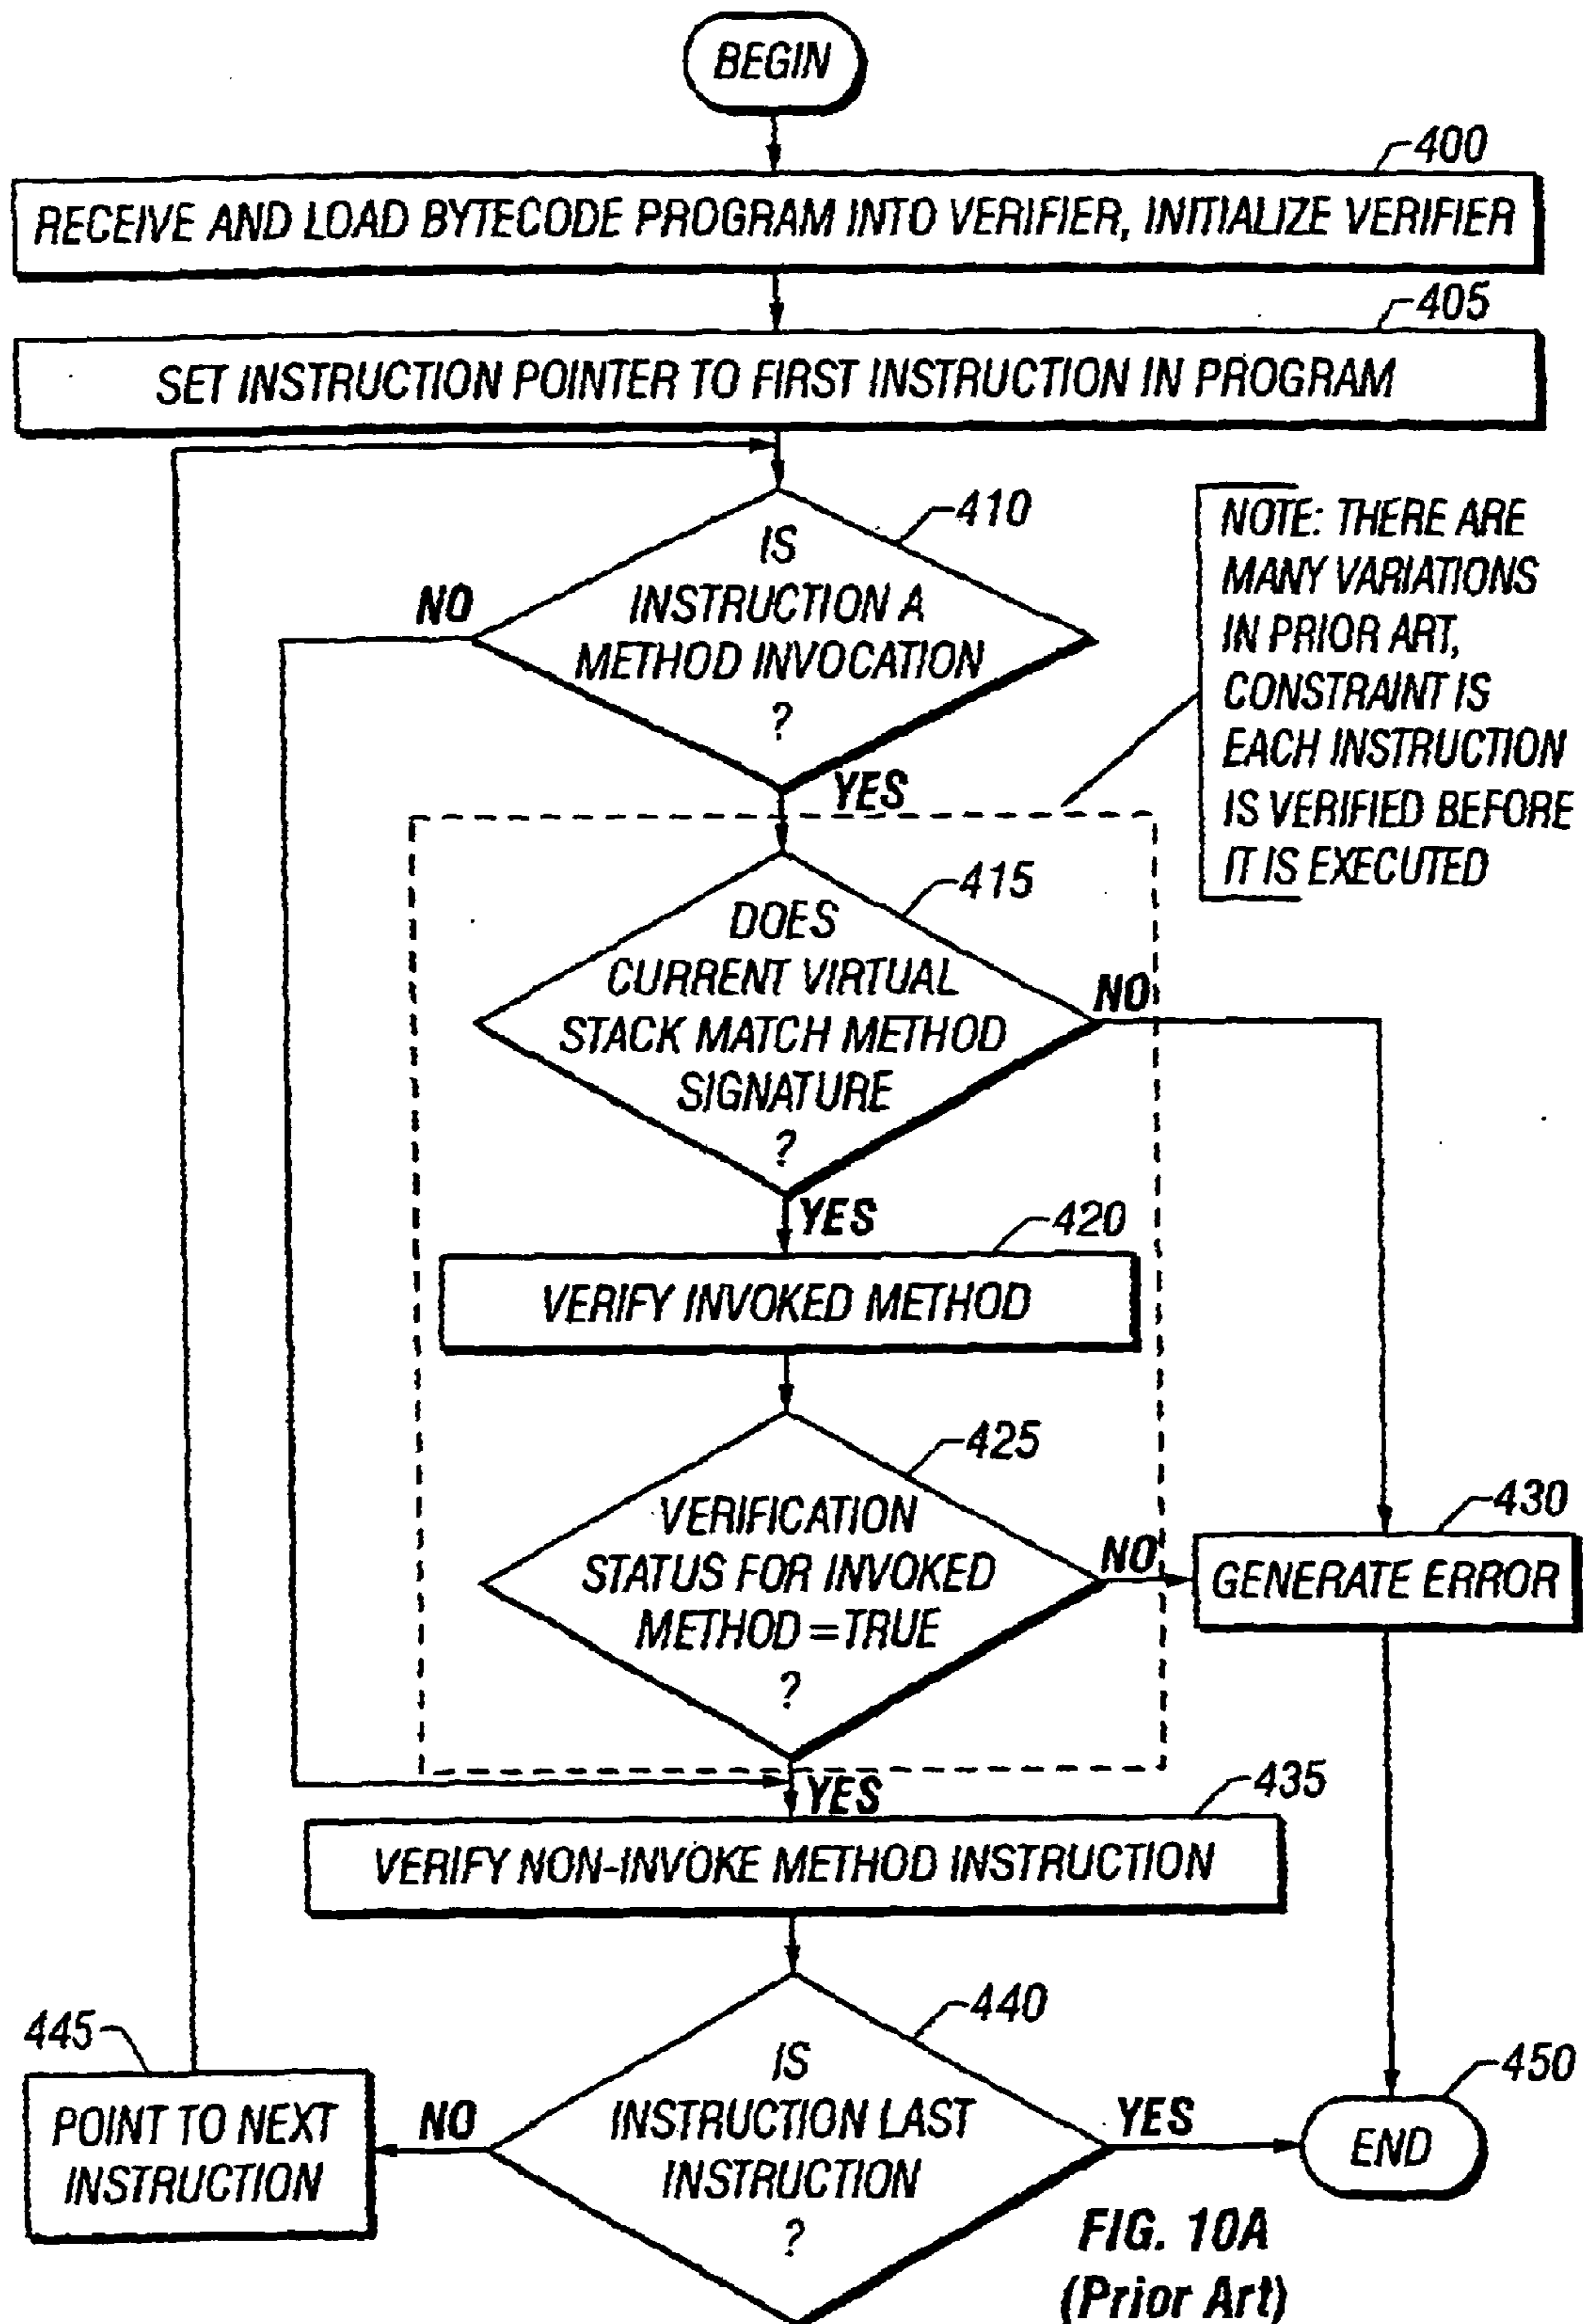 BEGIN
400
RECEIVE AND LOAD BYTECODE PROGRAM INTO VERIFIER, INITIALIZE VERIFIER
405
SET INSTRUCTION POINTER TO FIRST INSTRUCTION IN PROGRAM
410
IS
INSTRUCTION A
METHOD INVOCATION
?
NO
YES
NOTE: THERE ARE
MANY VARIATIONS
IN PRIOR ART,
CONSTRAINT IS
EACH INSTRUCTION
IS VERIFIED BEFORE
IT IS EXECUTED
415
DOES
CURRENT VIRTUAL
STACK MATCH METHOD
SIGNATURE
?
NO
YES
420
VERIFY INVOKED METHOD
425
VERIFICATION
STATUS FOR INVOKED
METHOD = TRUE
?
NO
430
GENERATE ERROR
YES
435
VERIFY NON-INVOKE METHOD INSTRUCTION
440
IS
INSTRUCTION LAST
INSTRUCTION
?
NO
445
POINT TO NEXT
INSTRUCTION
YES
450
END
FIG. 10A
(Prior Art)